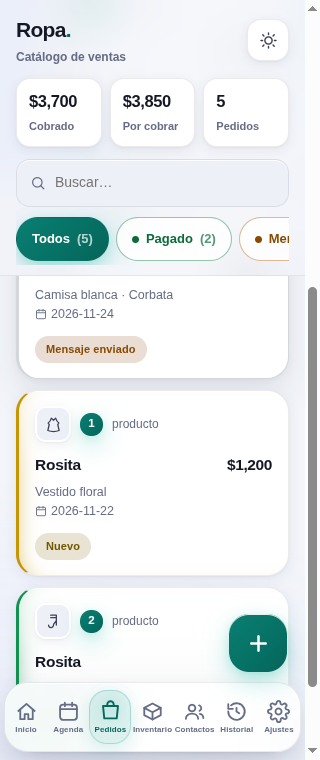 Ropa.
Catálogo de ventas
$3,700
Cobrado
$3,850
Por cobrar
5
Pedidos
Buscar…
Todos (5)
Pagado (2)
Men
Camisa blanca · Corbata
2026-11-24
Mensaje enviado
1 producto
Rosita $1,200
Vestido floral
2026-11-22
Nuevo
2 producto
Rosita
Inicio Agenda Pedidos Inventario Contactos Historial Ajustes